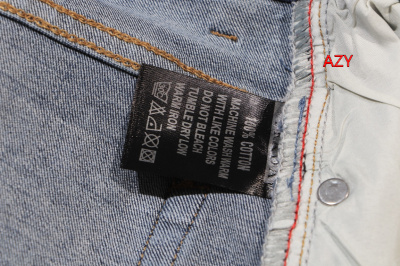 AZY
100% COTTON
MACHINE WASH WARM
WITH LIKE COLORS
DO NOT BLEACH
TUMBLE DRY LOW
WARM IRON